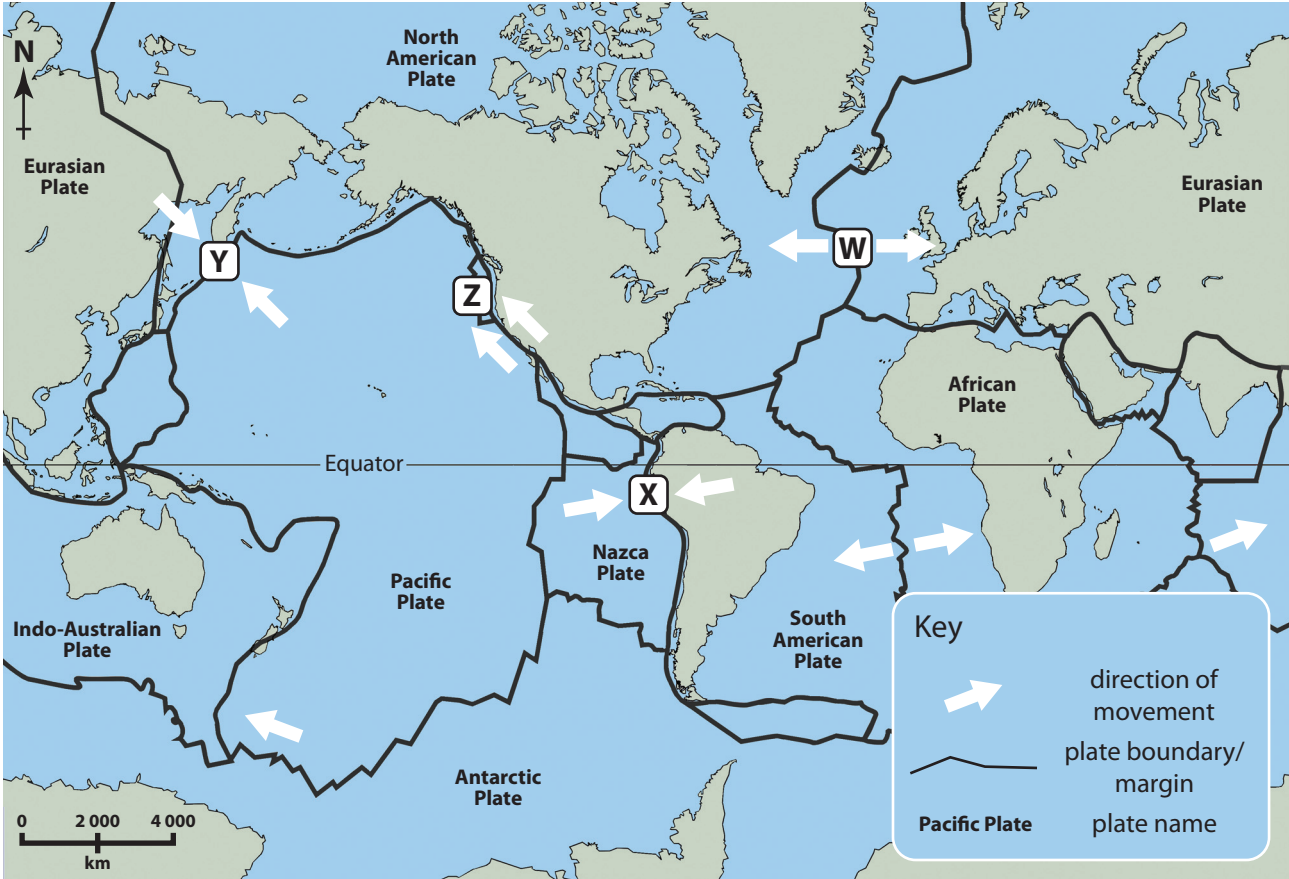 N
North
American
Plate
Eurasian
Plate
Eurasian
Plate
Y
W
Z
African
Plate
Equator
X
Nazca
Plate
Pacific
Plate
Indo-Australian
Plate
South
American
Plate
Antarctic
Plate
0 2 000 4 000
km
Key
direction of
movement
plate boundary/
margin
Pacific Plate plate name